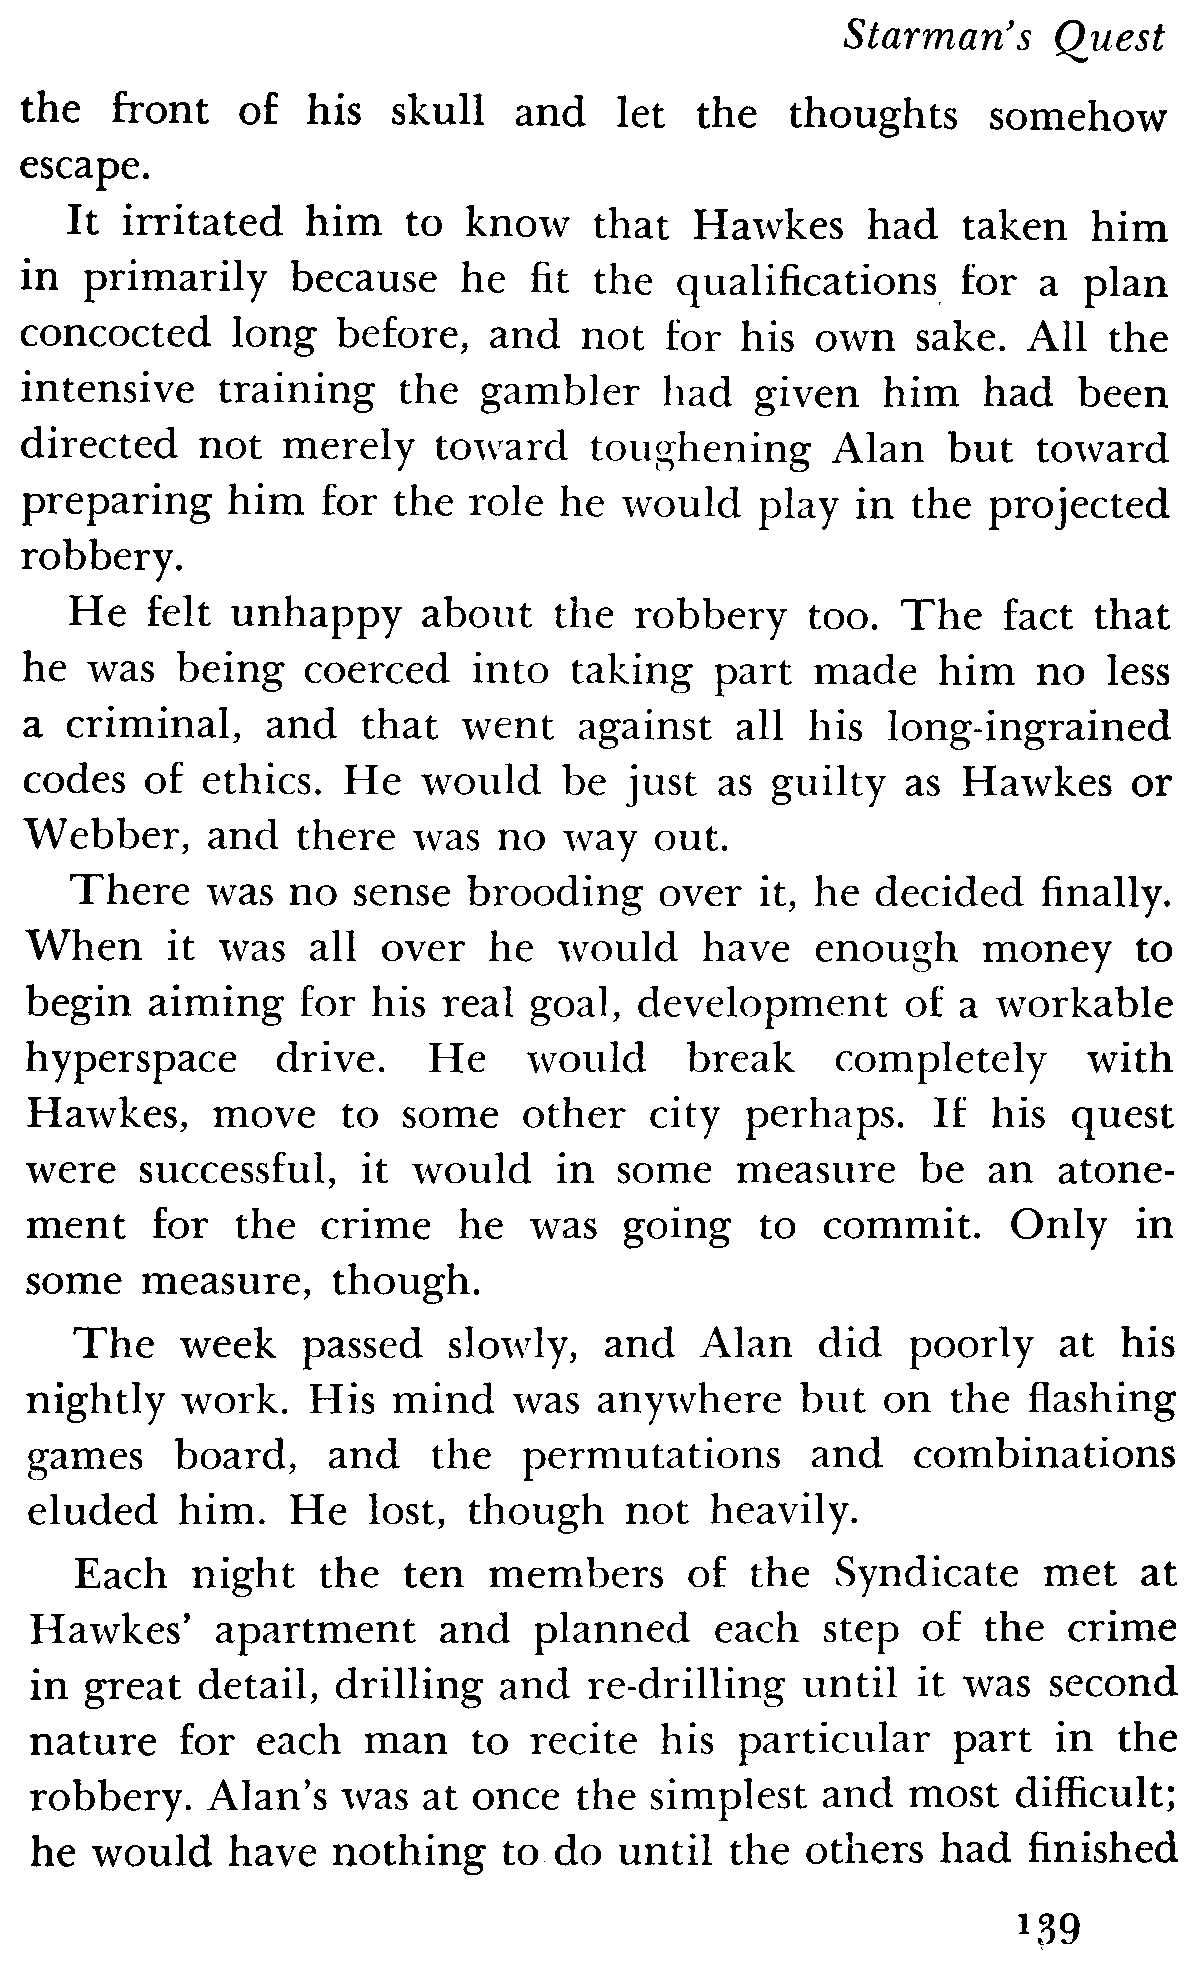 Starman's Quest
the front of his skull and let the thoughts somehow
escape.
It irritated him to know that Hawkes had taken him
in primarily because he fit the qualifications for a plan
concocted long before, and not for his own sake. All the
intensive training the gambler had given him had been
directed not merely toward toughening Alan but toward
preparing him for the role he would play in the projected
robbery.
He felt unhappy about the robbery too. The fact that
he was being coerced into taking part made him no less
a criminal, and that went against all his long-ingrained
codes of ethics. He would be just as guilty as Hawkes or
Webber, and there was no way out.
There was no sense brooding over it, he decided finally.
When it was all over he would have enough money to
begin aiming for his real goal, development of a workable
hyperspace drive. He would break completely with
Hawkes, move to some other city perhaps. If his quest
were successful, it would in some measure be an atone-
ment for the crime he was going to commit. Only in
some measure, though.
The week passed slowly, and Alan did poorly at his
nightly work. His mind was anywhere but on the flashing
games board, and the permutations and combinations
eluded him. He lost, though not heavily.
Each night the ten members of the Syndicate met at
Hawkes' apartment and planned each step of the crime
in great detail, drilling and re-drilling until it was second
nature for each man to recite his particular part in the
robbery. Alan's was at once the simplest and most difficult;
he would have nothing to do until the others had finished
139